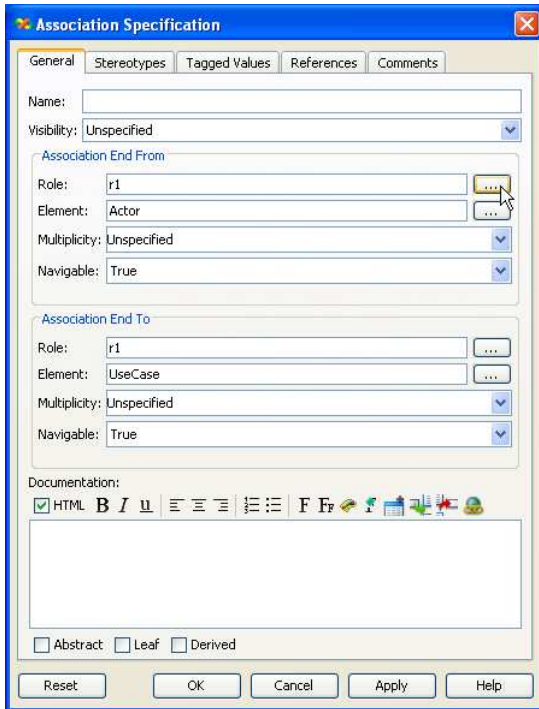 Association Specification
General Stereotypes Tagged Values References Comments
Name:
Visibility: Unspecified
Association End From
Role: r1 ...
Element: Actor ...
Multiplicity: Unspecified
Navigable: True
Association End To
Role: r1 ...
Element: UseCase ...
Multiplicity: Unspecified
Navigable: True
Documentation:
HTML B I u F FF
Abstract Leaf Derived
Reset OK Cancel Apply Help